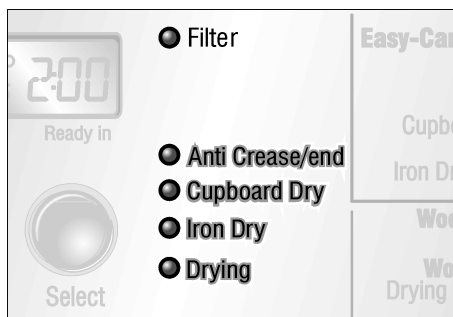 Filter
Easy-Car
2:00
Ready in
Anti Crease/end
Cupboard Dry
Iron Dry
Drying
Select
Cupbo
Iron Dr
Woo
Wo
Drying